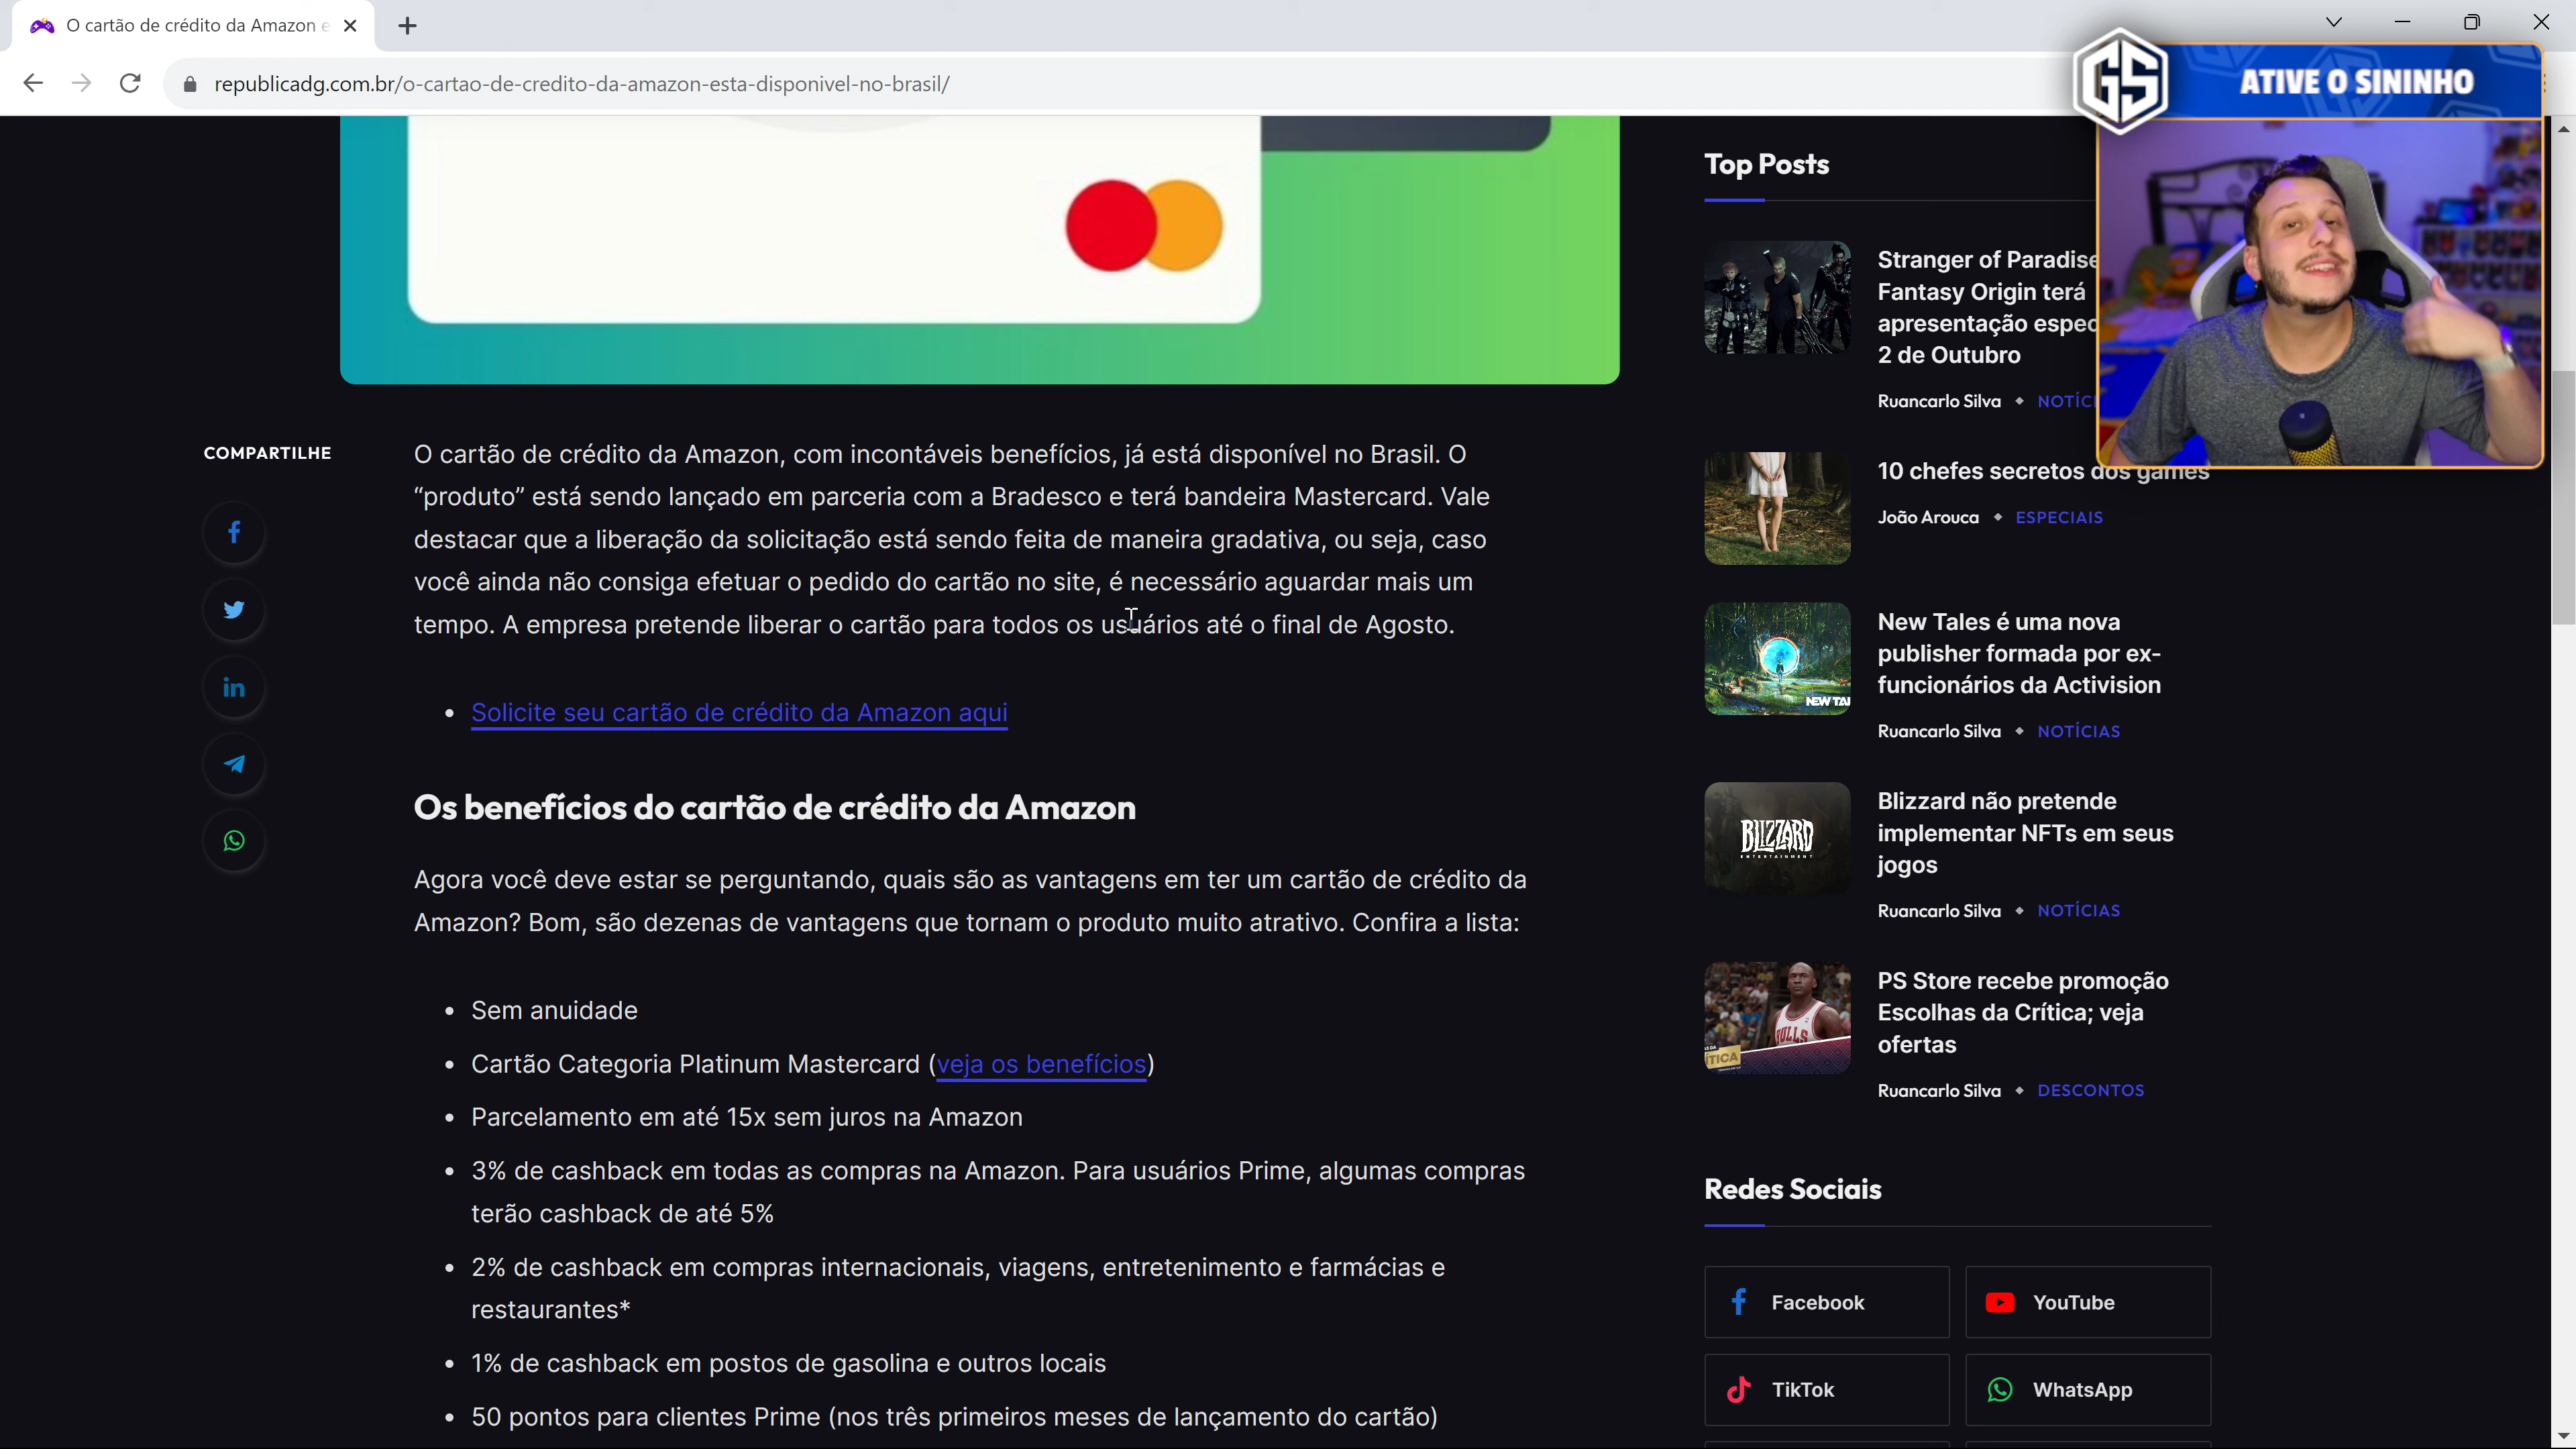 O cartão de crédito da Amazon e
republicadg.com.br/o-cartao-de-credito-da-amazon-esta-disponivel-no-brasil/
GS
ATIVE O SININHO
COMPARTILHE
O cartão de crédito da Amazon, com incontáveis benefícios, já está disponível no Brasil. O
“produto” está sendo lançado em parceria com a Bradesco e terá bandeira Mastercard. Vale
destacar que a liberação da solicitação está sendo feita de maneira gradativa, ou seja, caso
você ainda não consiga efetuar o pedido do cartão no site, é necessário aguardar mais um
tempo. A empresa pretende liberar o cartão para todos os usuários até o final de Agosto.
Solicite seu cartão de crédito da Amazon aqui
Os benefícios do cartão de crédito da Amazon
Agora você deve estar se perguntando, quais são as vantagens em ter um cartão de crédito da
Amazon? Bom, são dezenas de vantagens que tornam o produto muito atrativo. Confira a lista:
Sem anuidade
Cartão Categoria Platinum Mastercard (veja os benefícios)
Parcelamento em até 15x sem juros na Amazon
3% de cashback em todas as compras na Amazon. Para usuários Prime, algumas compras
terão cashback de até 5%
2% de cashback em compras internacionais, viagens, entretenimento e farmácias e
restaurantes*
1% de cashback em postos de gasolina e outros locais
50 pontos para clientes Prime (nos três primeiros meses de lançamento do cartão)
Top Posts
Stranger of Paradise
Fantasy Origin terá
apresentação espec
2 de Outubro
Ruancarlo Silva ◆ NOTÍC
10 chefes secretos dos games
João Arouca ◆ ESPECIAIS
NEW TAL
New Tales é uma nova
publisher formada por ex-
funcionários da Activision
Ruancarlo Silva ◆ NOTÍCIAS
BLIZZARD
ENTERTAINMENT
Blizzard não pretende
implementar NFTs em seus
jogos
Ruancarlo Silva ◆ NOTÍCIAS
BULLS
ÍTICA
PS Store recebe promoção
Escolhas da Crítica; veja
ofertas
Ruancarlo Silva ◆ DESCONTOS
Redes Sociais
Facebook
YouTube
TikTok
WhatsApp